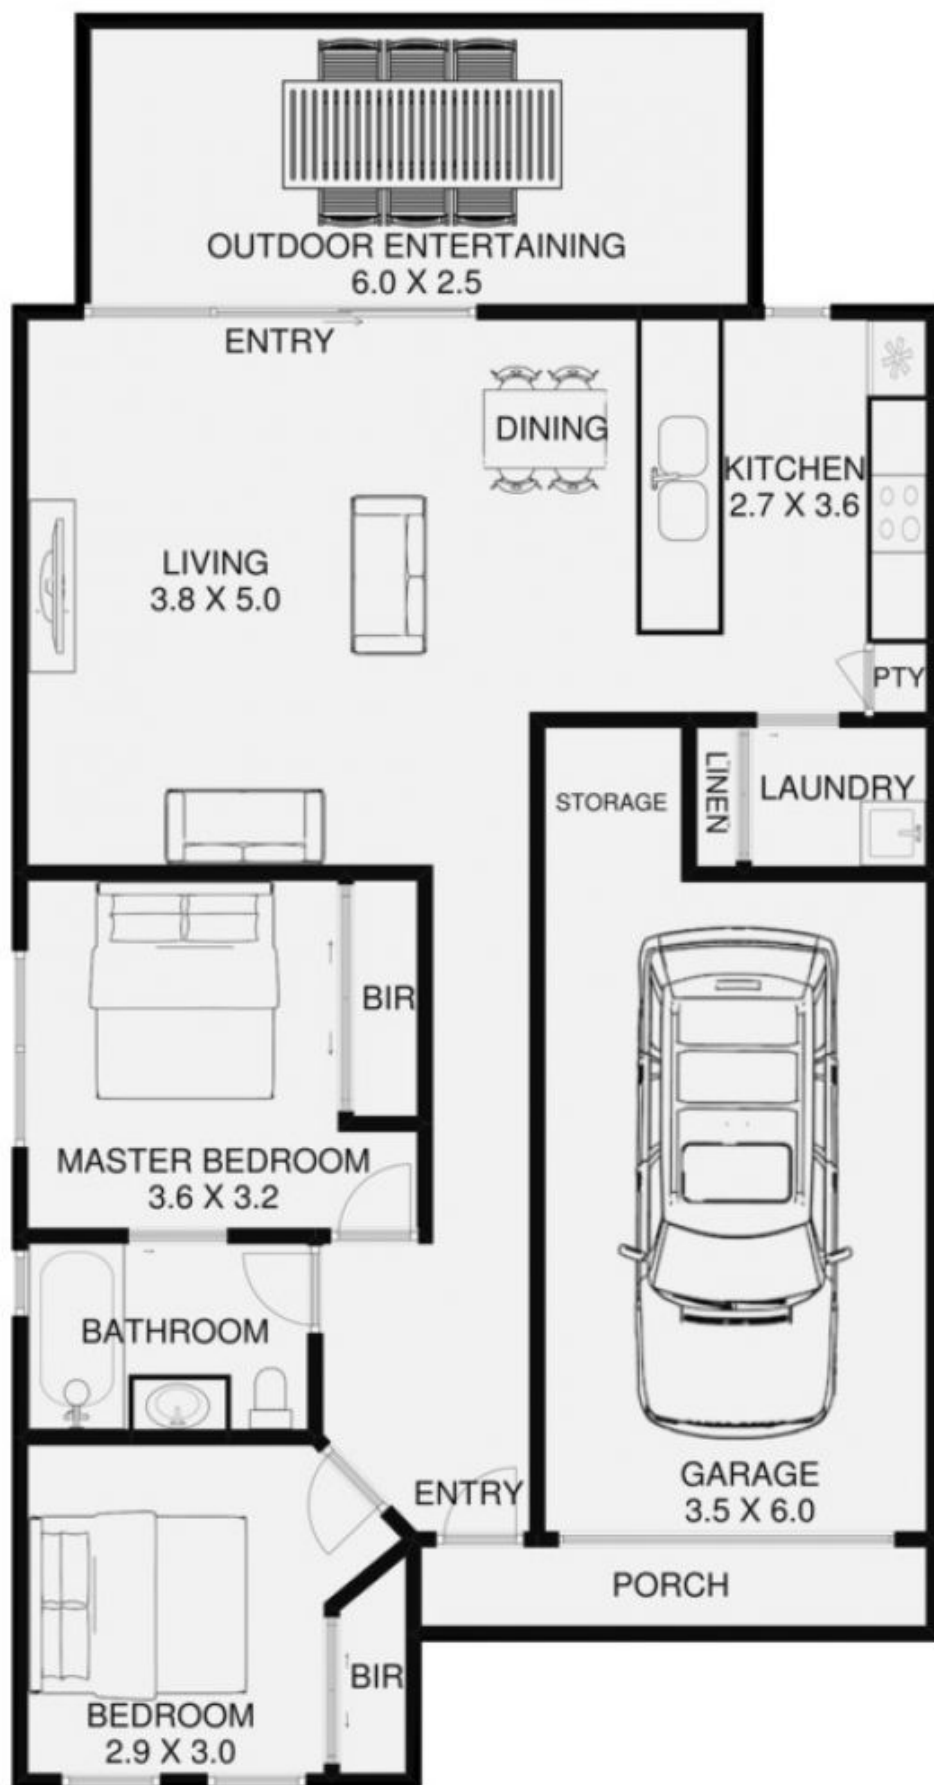 OUTDOOR ENTERTAINING
6.0 X 2.5
ENTRY
DINING
KITCHEN
2.7 X 3.6
LIVING
3.8 X 5.0
PTY
LINEN
LAUNDRY
STORAGE
BIR
MASTER BEDROOM
3.6 X 3.2
BATHROOM
GARAGE
3.5 X 6.0
ENTRY
PORCH
BIR
BEDROOM
2.9 X 3.0